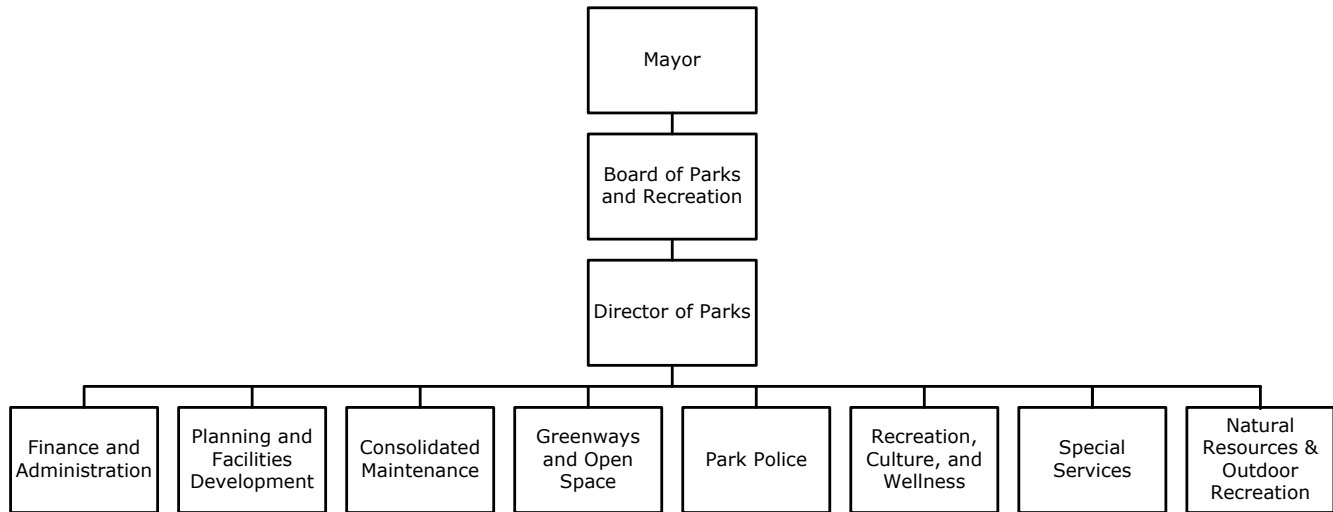 Mayor
Board of Parks
and Recreation
Director of Parks
Finance and
Administration
Planning and
Facilities
Development
Consolidated
Maintenance
Greenways
and Open
Space
Park Police
Recreation,
Culture, and
Wellness
Special
Services
Natural
Resources &
Outdoor
Recreation